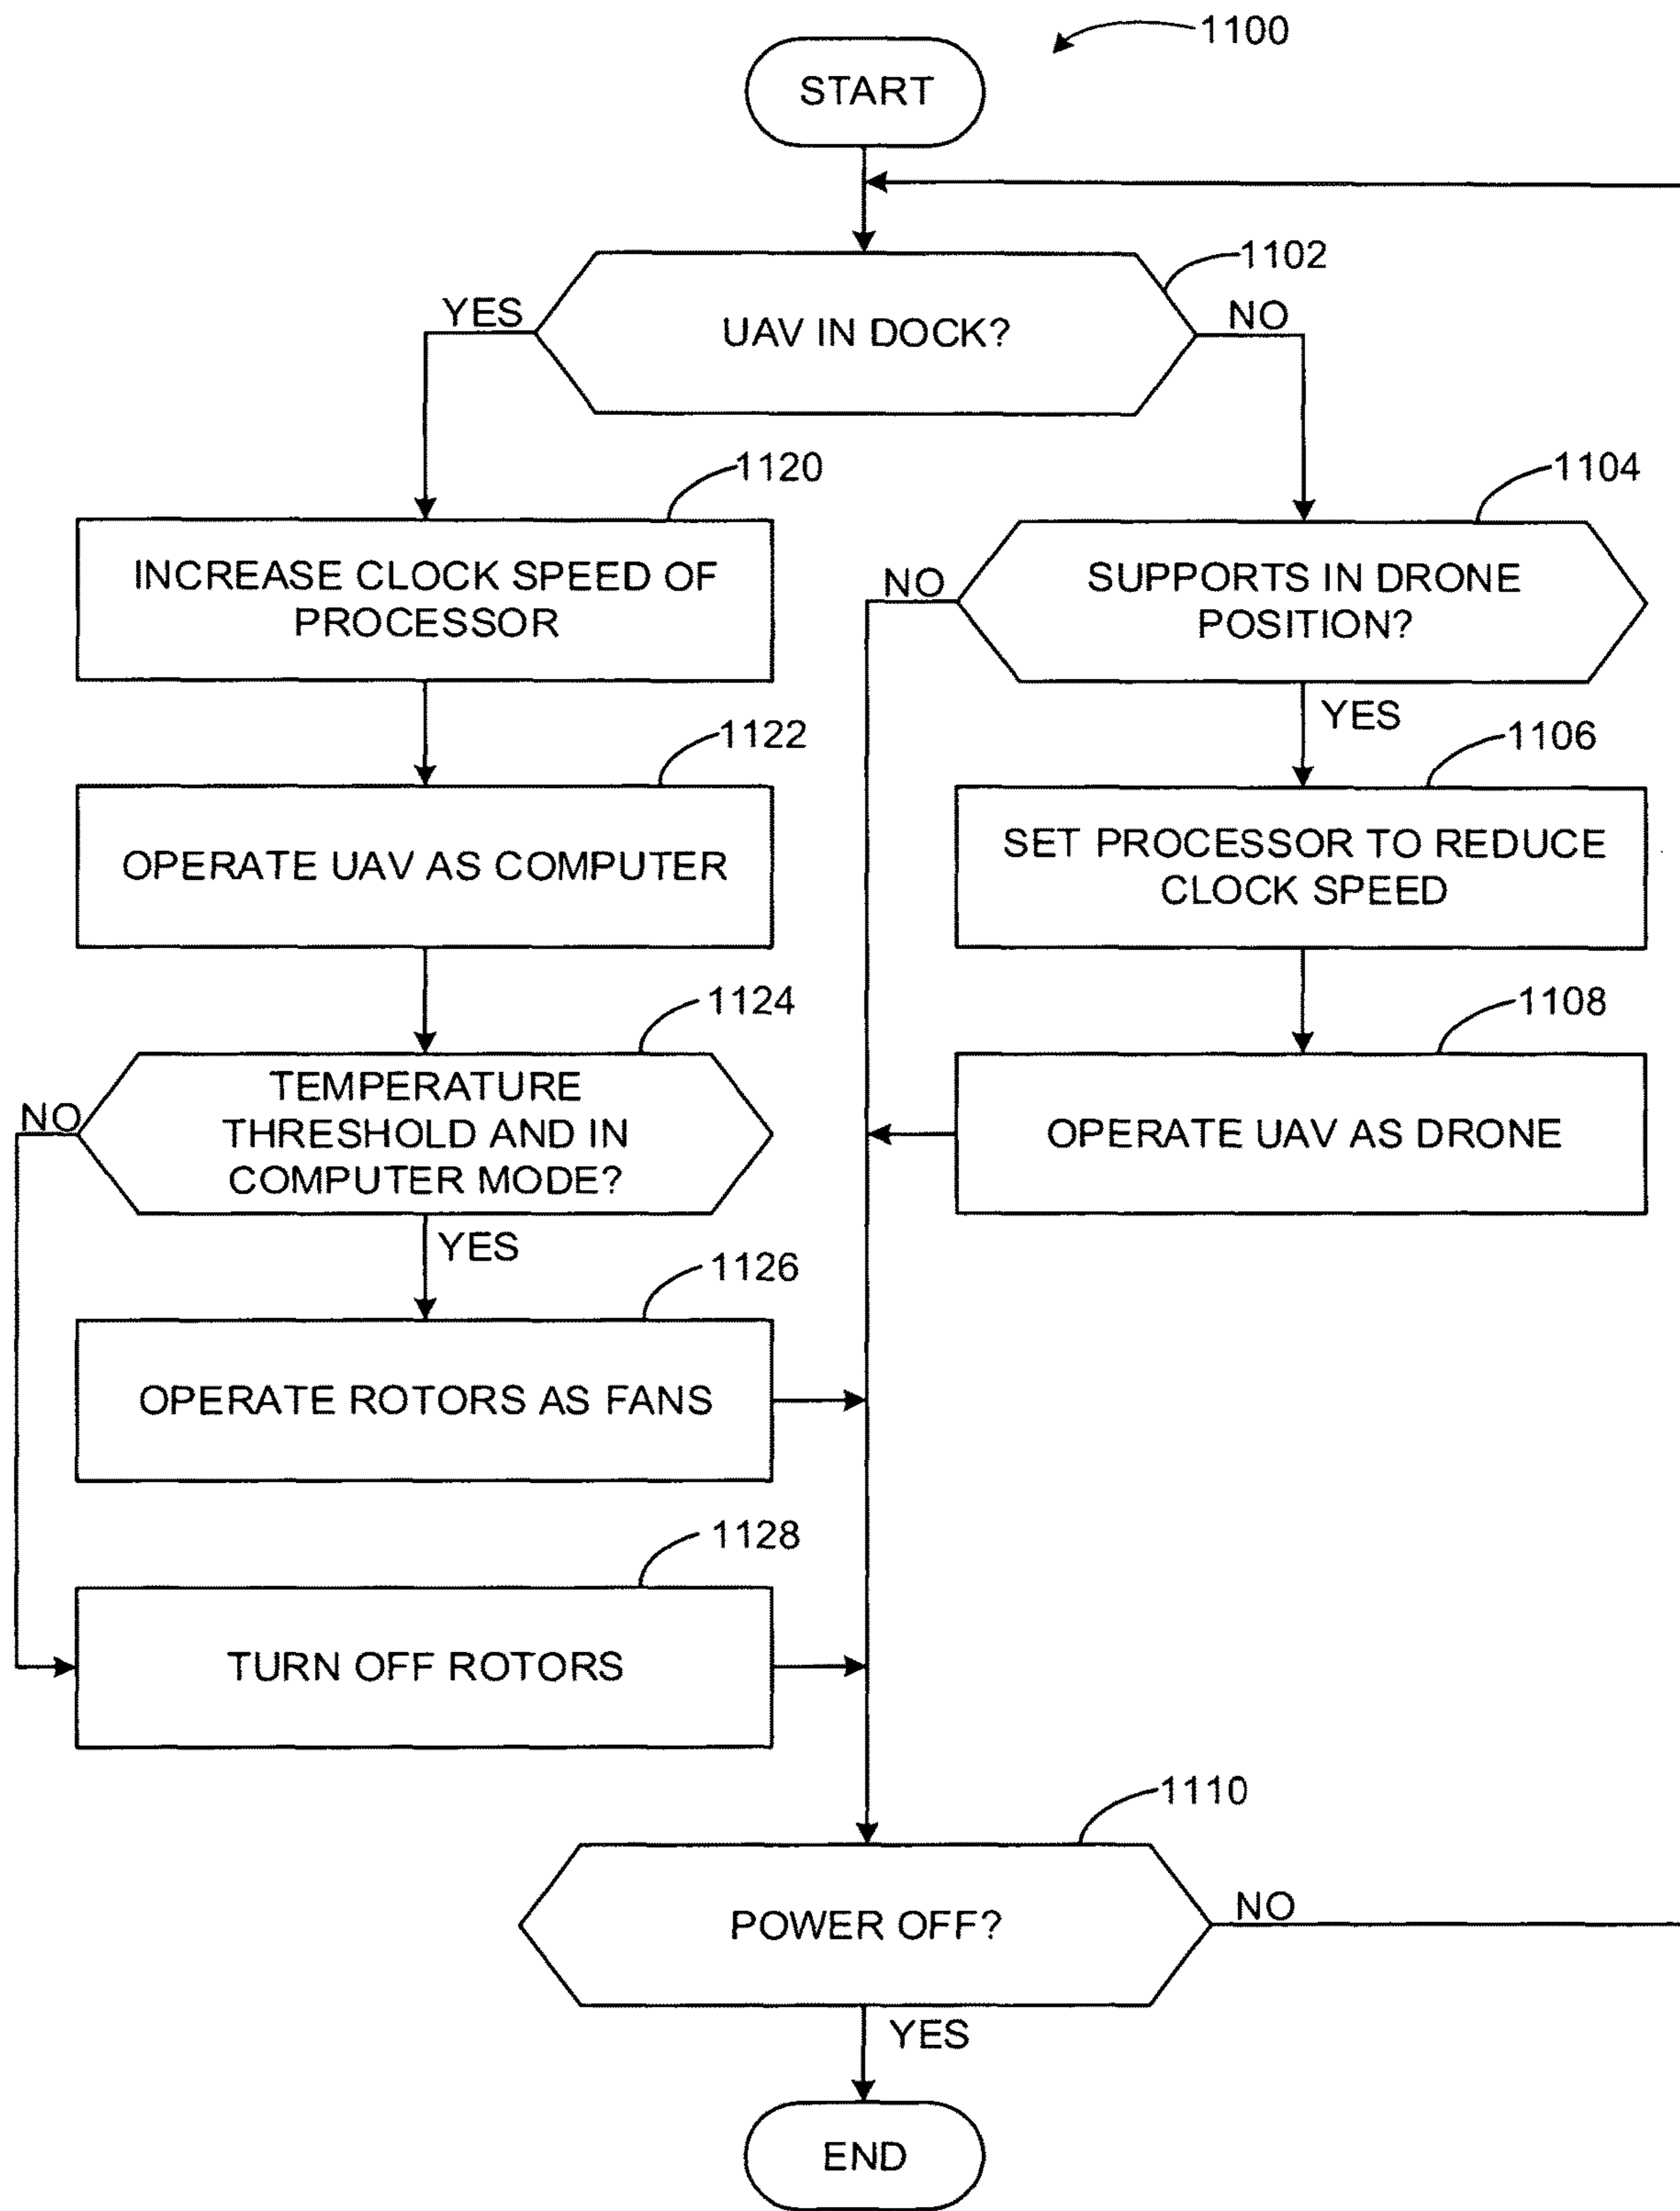 1100
START
1102
YES
UAV IN DOCK?
NO
1120
INCREASE CLOCK SPEED OF
PROCESSOR
1104
NO
SUPPORTS IN DRONE
POSITION?
YES
1122
OPERATE UAV AS COMPUTER
1106
SET PROCESSOR TO REDUCE
CLOCK SPEED
1124
NO
TEMPERATURE
THRESHOLD AND IN
COMPUTER MODE?
YES
1108
OPERATE UAV AS DRONE
1126
OPERATE ROTORS AS FANS
1128
TURN OFF ROTORS
1110
POWER OFF?
NO
YES
END